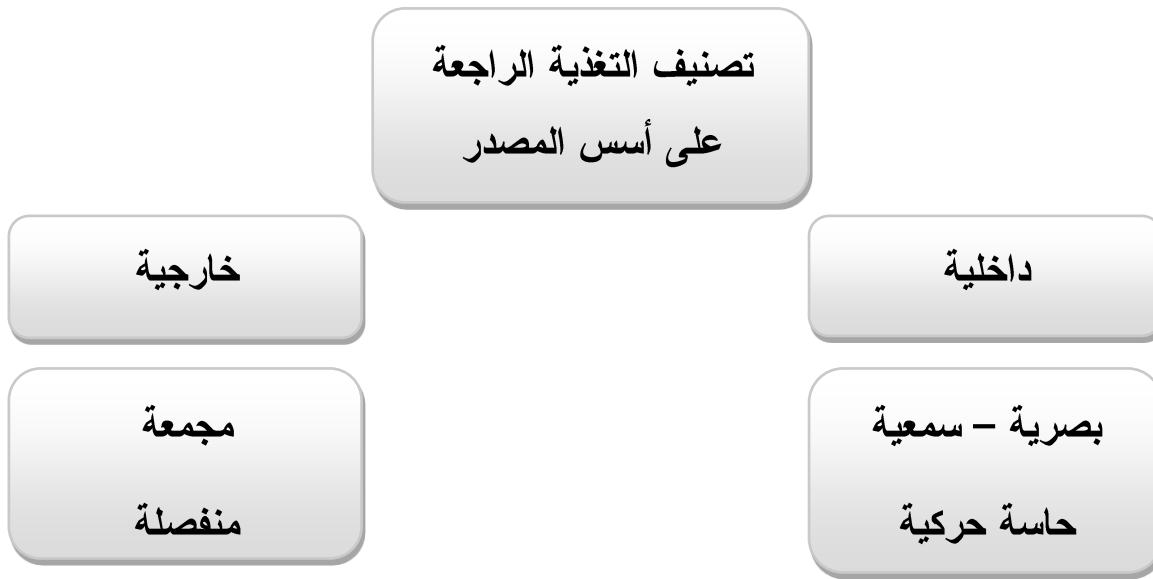 تصنيف التغذية الراجعة
على أسس المصدر
داخلية
خارجية
بصرية – سمعية
حاسة حركية
مجمعة
منفصلة